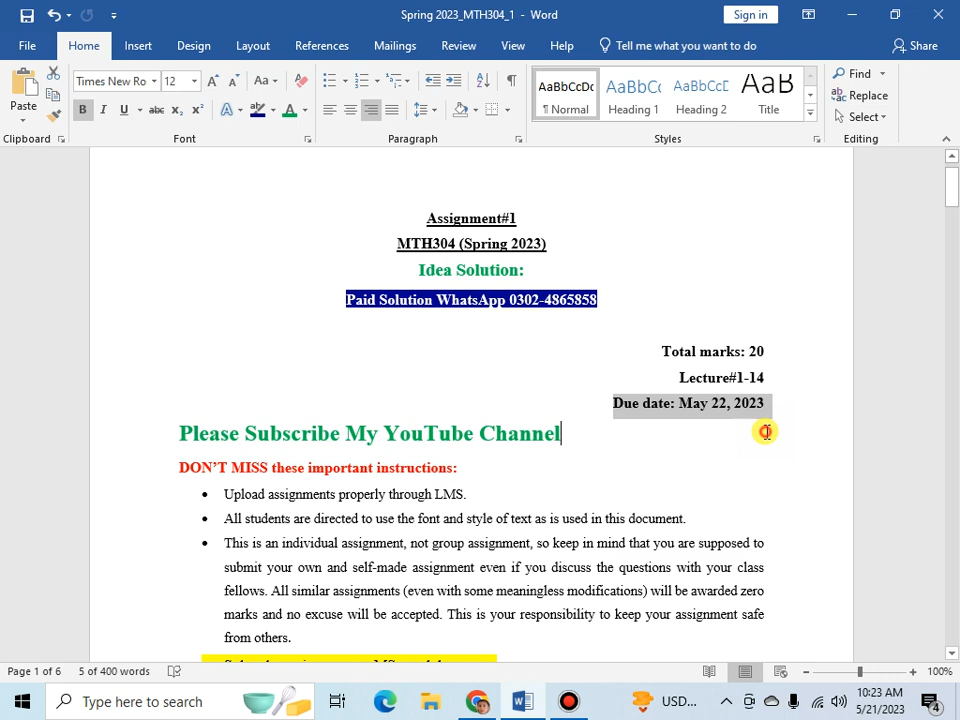 Spring 2023_MTH304_1 - Word
Sign in
File Home Insert Design Layout References Mailings Review View Help Tell me what you want to do Share
Paste
Times New Ro 12
AaBbCcDc AaBbCc AaBbCcD AaB
¶ Normal Heading 1 Heading 2 Title
Find
Replace
Select
Clipboard Font Paragraph Styles Editing
Assignment#1
MTH304 (Spring 2023)
Idea Solution:
Paid Solution WhatsApp 0302-4865858
Total marks: 20
Lecture#1-14
Due date: May 22, 2023
Please Subscribe My YouTube Channel
DON’T MISS these important instructions:
• Upload assignments properly through LMS.
• All students are directed to use the font and style of text as is used in this document.
• This is an individual assignment, not group assignment, so keep in mind that you are supposed to
submit your own and self-made assignment even if you discuss the questions with your class
fellows. All similar assignments (even with some meaningless modifications) will be awarded zero
marks and no excuse will be accepted. This is your responsibility to keep your assignment safe
from others.
Page 1 of 6 5 of 400 words 100%
Type here to search
USD...
10:23 AM
5/21/2023
4